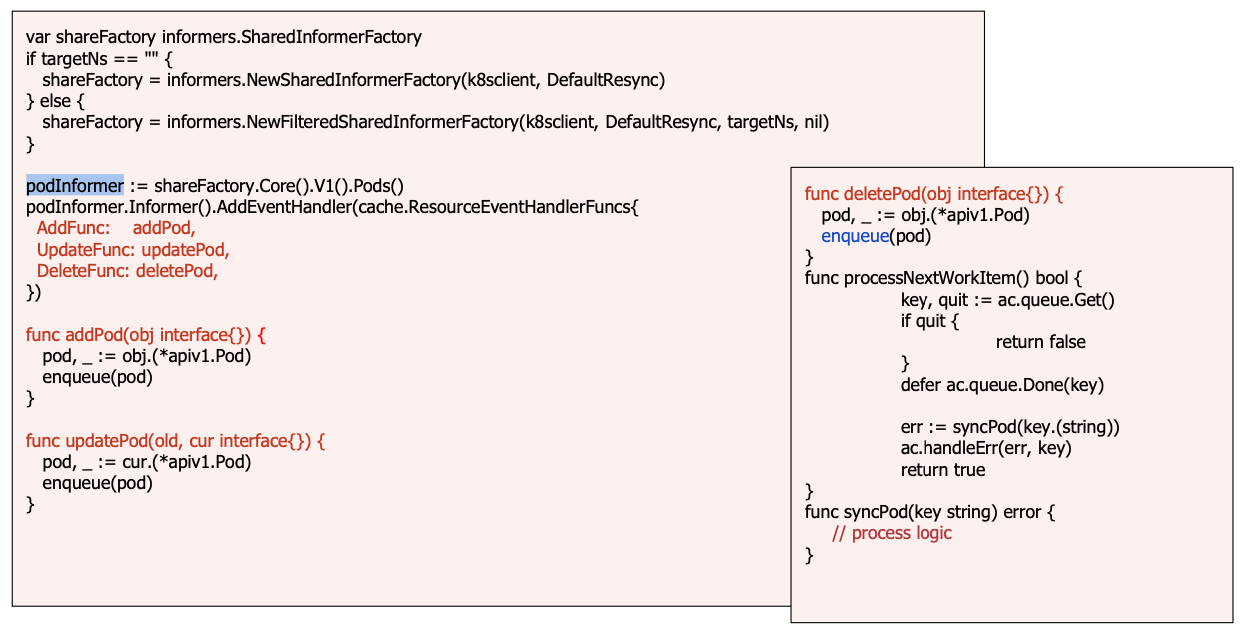 var shareFactory informers.SharedInformerFactory
if targetNs == "" {
shareFactory = informers.NewSharedInformerFactory(k8sclient, DefaultResync)
} else {
shareFactory = informers.NewFilteredSharedInformerFactory(k8sclient, DefaultResync, targetNs, nil)
}
podInformer := shareFactory.Core().V1().Pods()
podInformer.Informer().AddEventHandler(cache.ResourceEventHandlerFuncs{
AddFunc: addPod,
UpdateFunc: updatePod,
DeleteFunc: deletePod,
})
func addPod(obj interface{}) {
pod, _ := obj.(*apiv1.Pod)
enqueue(pod)
}
func updatePod(old, cur interface{}) {
pod, _ := cur.(*apiv1.Pod)
enqueue(pod)
}
func deletePod(obj interface{}) {
pod, _ := obj.(*apiv1.Pod)
enqueue(pod)
}
func processNextWorkItem() bool {
key, quit := ac.queue.Get()
if quit {
return false
}
defer ac.queue.Done(key)
err := syncPod(key.(string))
ac.handleErr(err, key)
return true
}
func syncPod(key string) error {
// process logic
}